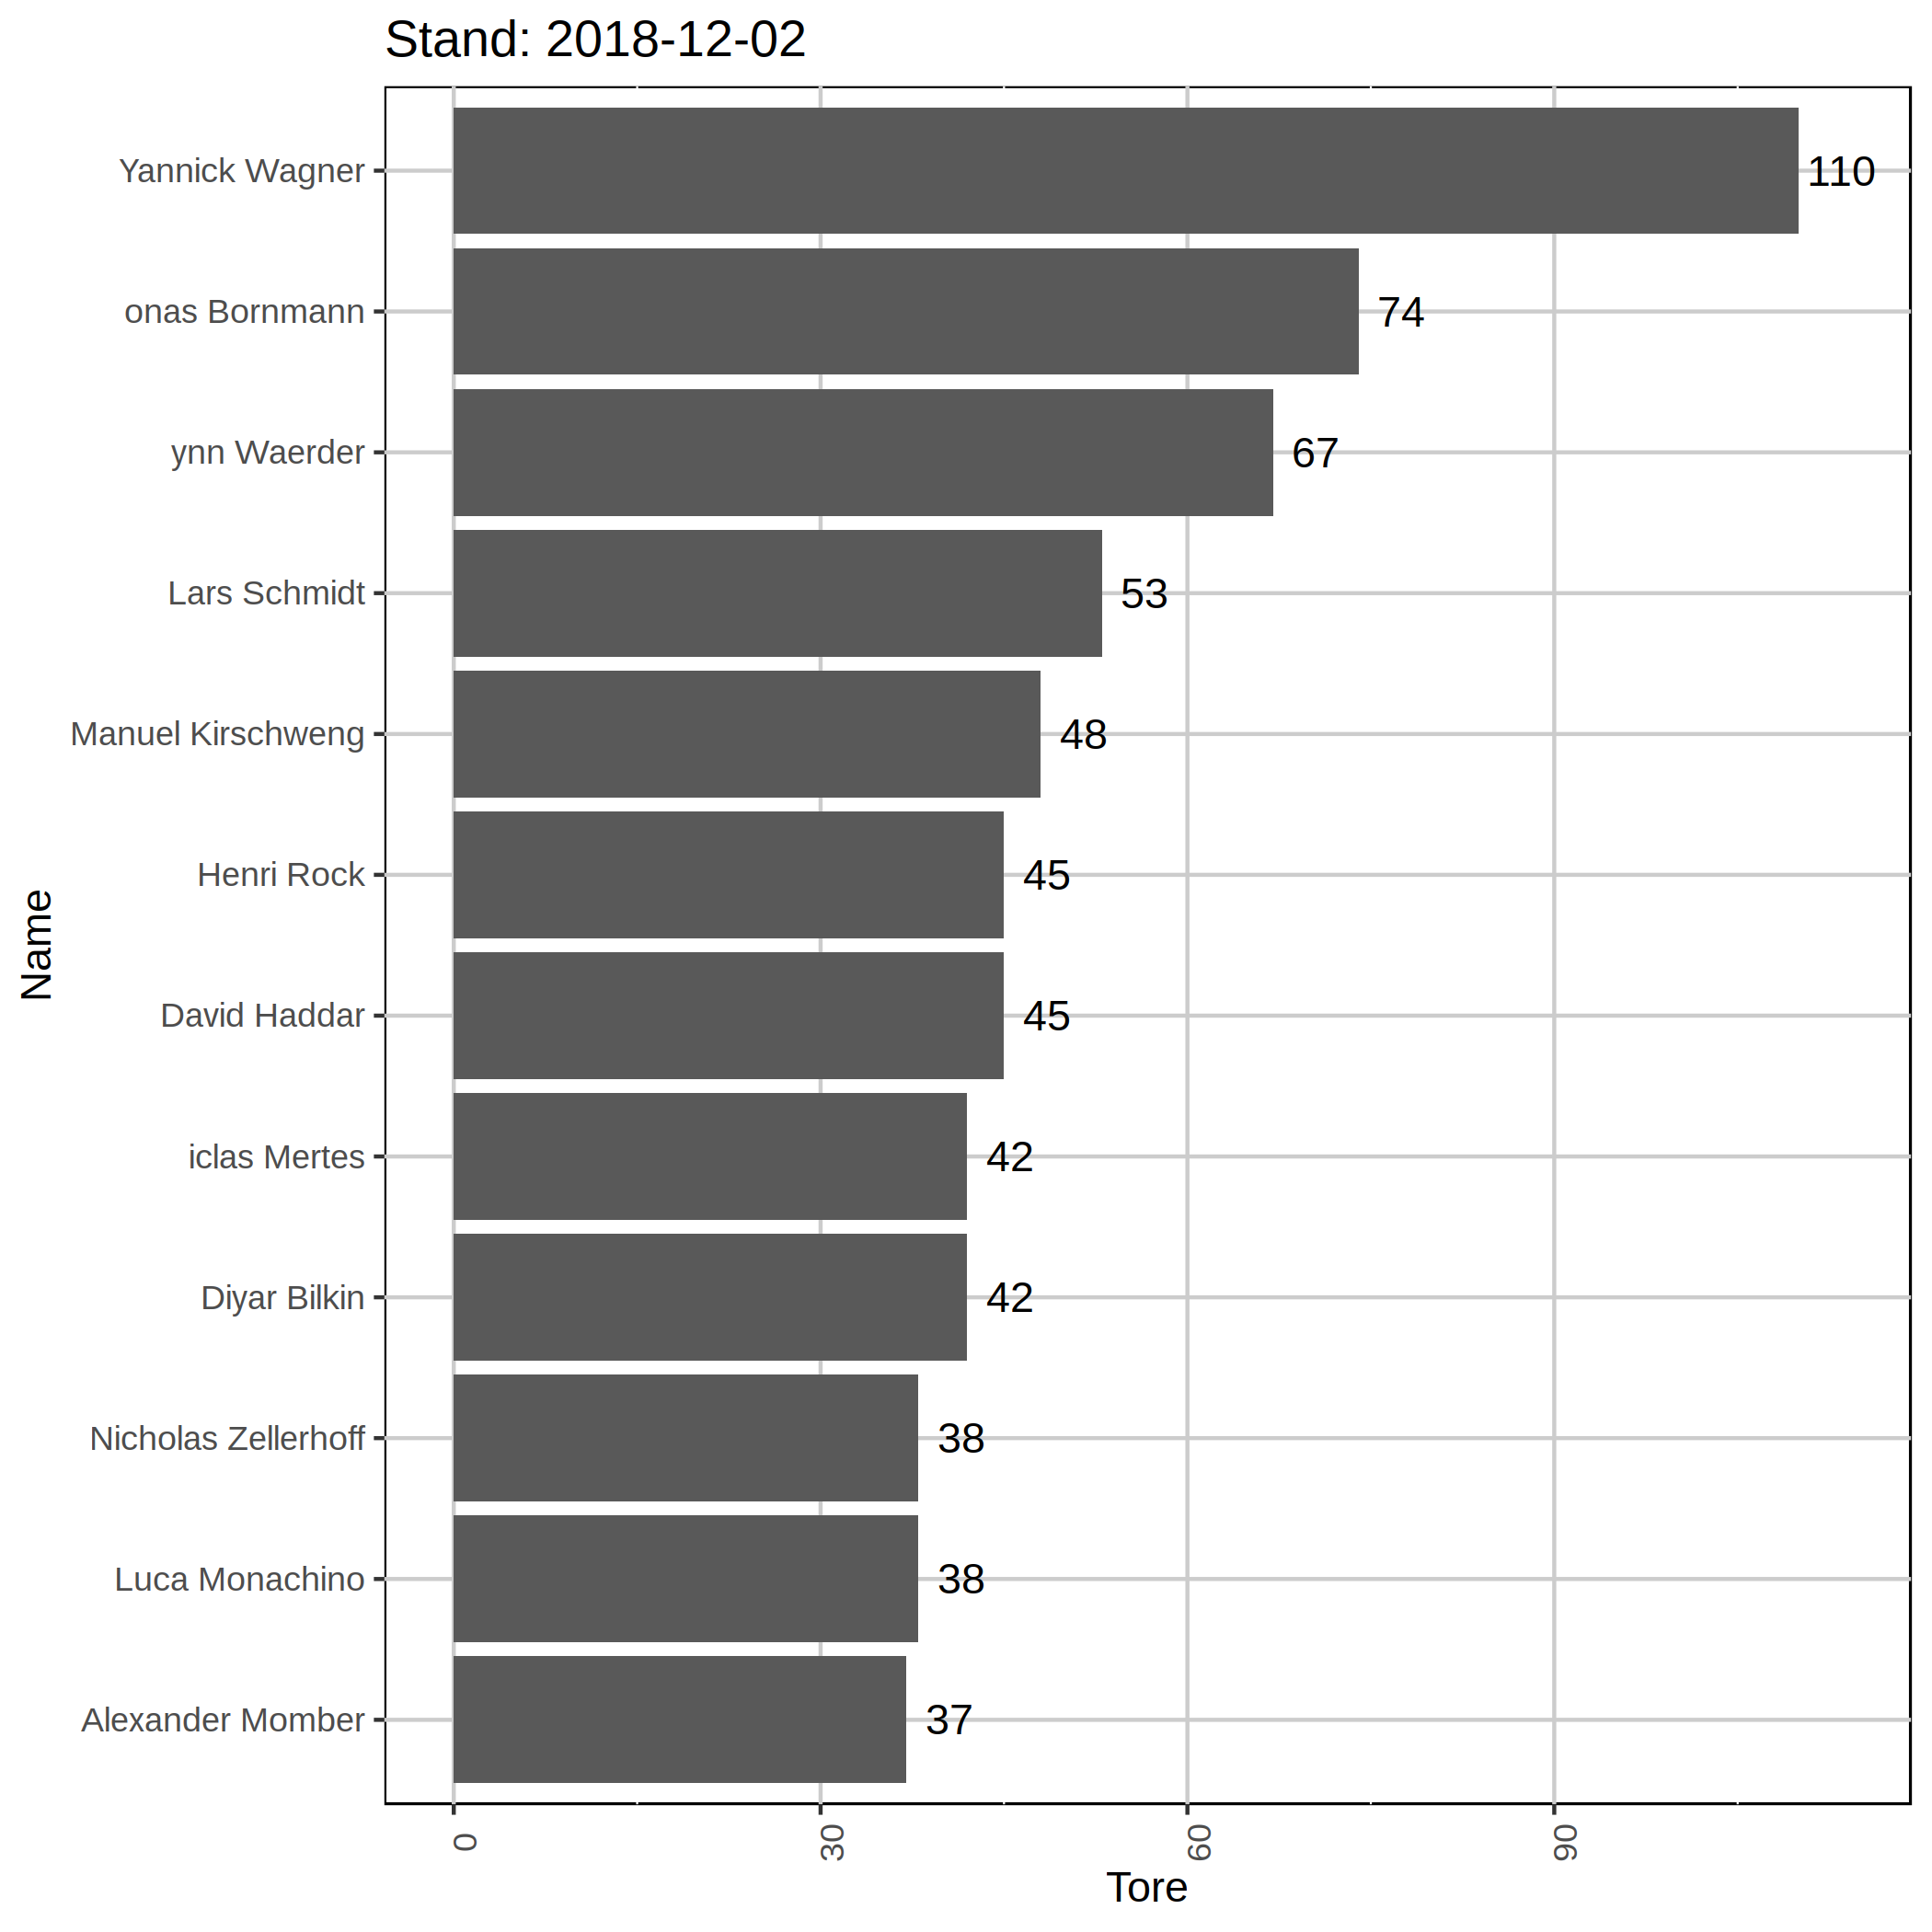 Stand: 2018-12-02
Yannick Wagner 110
onas Bornmann 74
ynn Waerder 67
Lars Schmidt 53
Manuel Kirschweng 48
Henri Rock 45
David Haddar 45
iclas Mertes 42
Diyar Bilkin 42
Nicholas Zellerhoff 38
Luca Monachino 38
Alexander Momber 37
Name
0 30 60 90
Tore